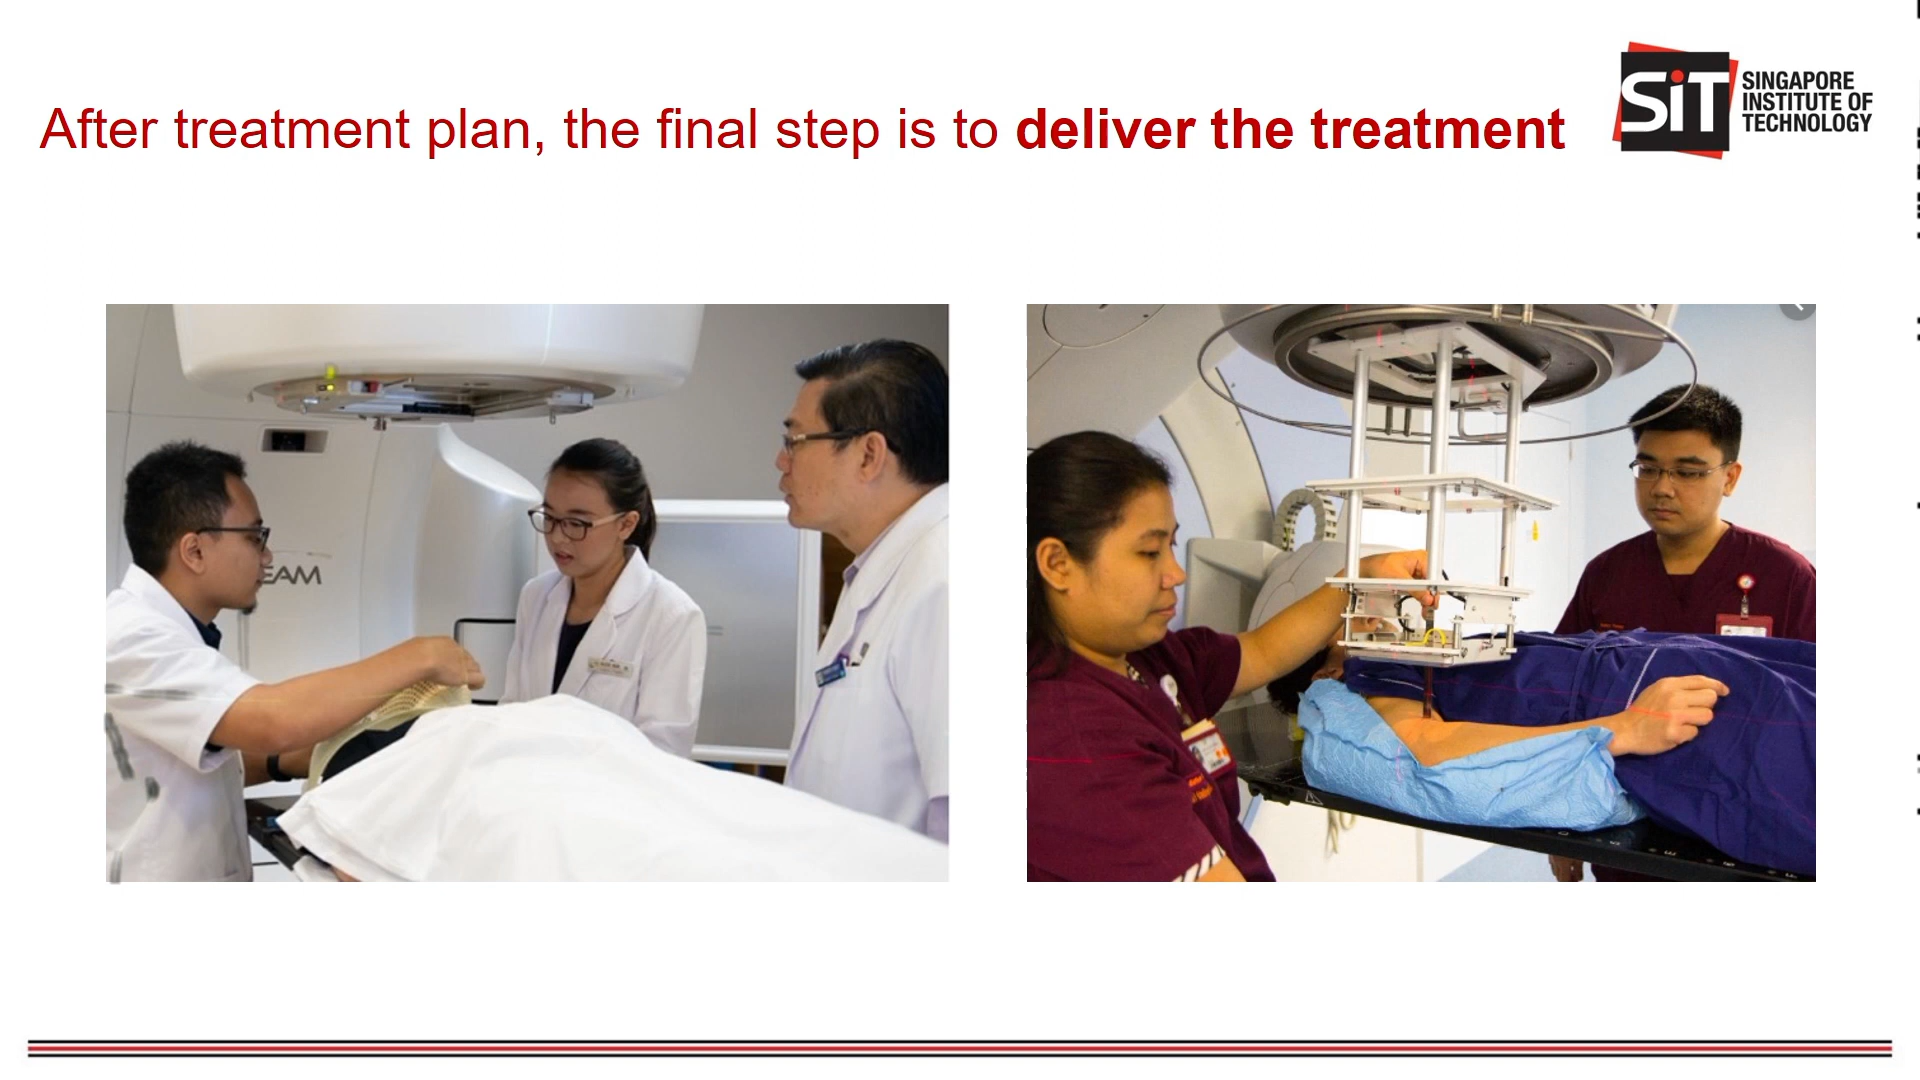 After treatment plan, the final step is to deliver the treatment
SiT
SINGAPORE
INSTITUTE OF
TECHNOLOGY
EAM